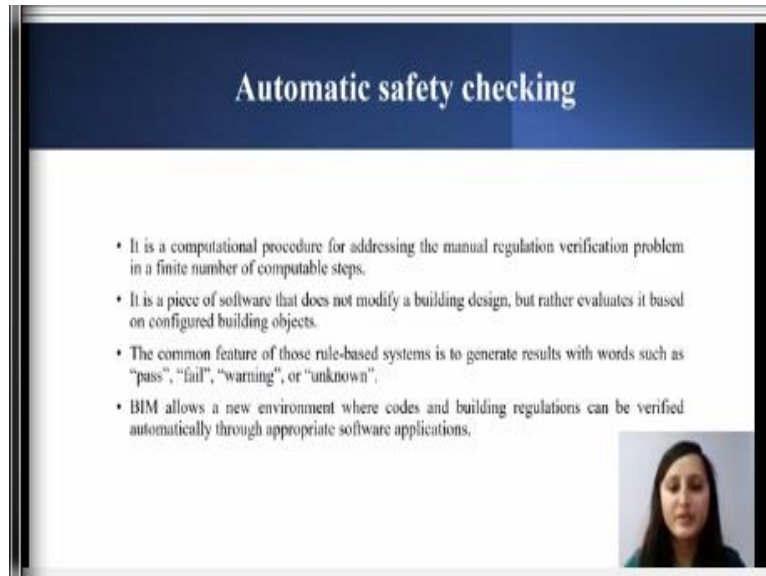 Automatic safety checking
• It is a computational procedure for addressing the manual regulation verification problem
in a finite number of computable steps.
• It is a piece of software that does not modify a building design, but rather evaluates it based
on configured building objects.
• The common feature of those rule-based systems is to generate results with words such as
“pass”, “fail”, “warning”, or “unknown”.
• BIM allows a new environment where codes and building regulations can be verified
automatically through appropriate software applications.